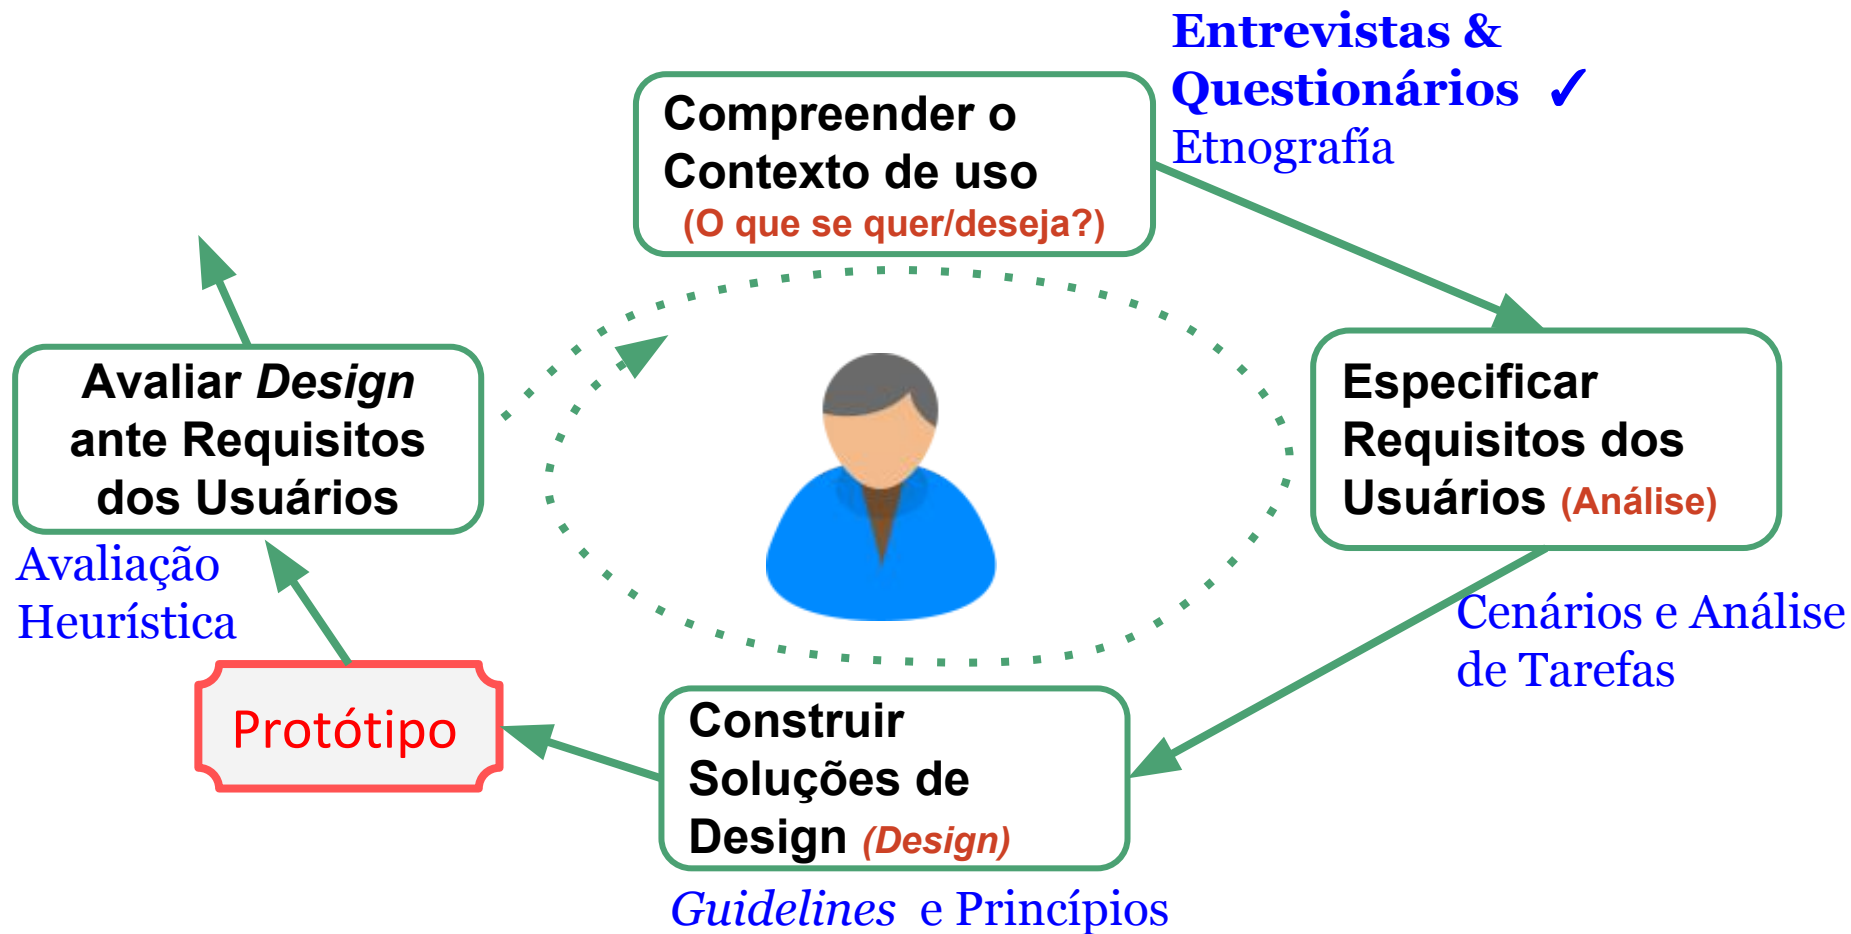 Entrevistas &
Questionários ✓
Etnografía
Compreender o
Contexto de uso
(O que se quer/deseja?)
Avaliar Design
ante Requisitos
dos Usuários
Avaliação
Heurística
Especificar
Requisitos dos
Usuários (Análise)
Cenários e Análise
de Tarefas
Protótipo
Construir
Soluções de
Design (Design)
Guidelines e Princípios